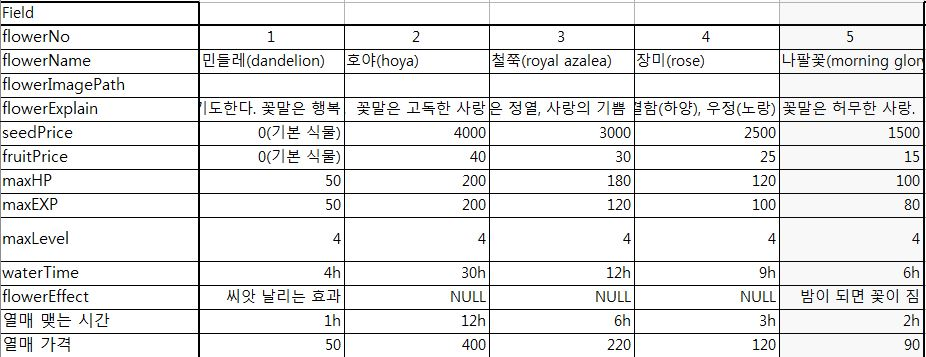 Field
flowerNo 1 2 3 4 5
flowerName 민들레(dandelion) 호야(hoya) 철쭉(royal azalea) 장미(rose) 나팔꽃(morning glory
flowerImagePath
flowerExplain 기도한다. 꽃말은 행복 꽃말은 고독한 사랑 은 정열, 사랑의 기쁨 결함(하양), 우정(노랑) 꽃말은 허무한 사랑.
seedPrice 0(기본 식물) 4000 3000 2500 1500
fruitPrice 0(기본 식물) 40 30 25 15
maxHP 50 200 180 120 100
maxEXP 50 200 120 100 80
maxLevel 4 4 4 4 4
waterTime 4h 30h 12h 9h 6h
flowerEffect 씨앗 날리는 효과 NULL NULL NULL 밤이 되면 꽃이 짐
열매 맺는 시간 1h 12h 6h 3h 2h
열매 가격 50 400 220 120 90